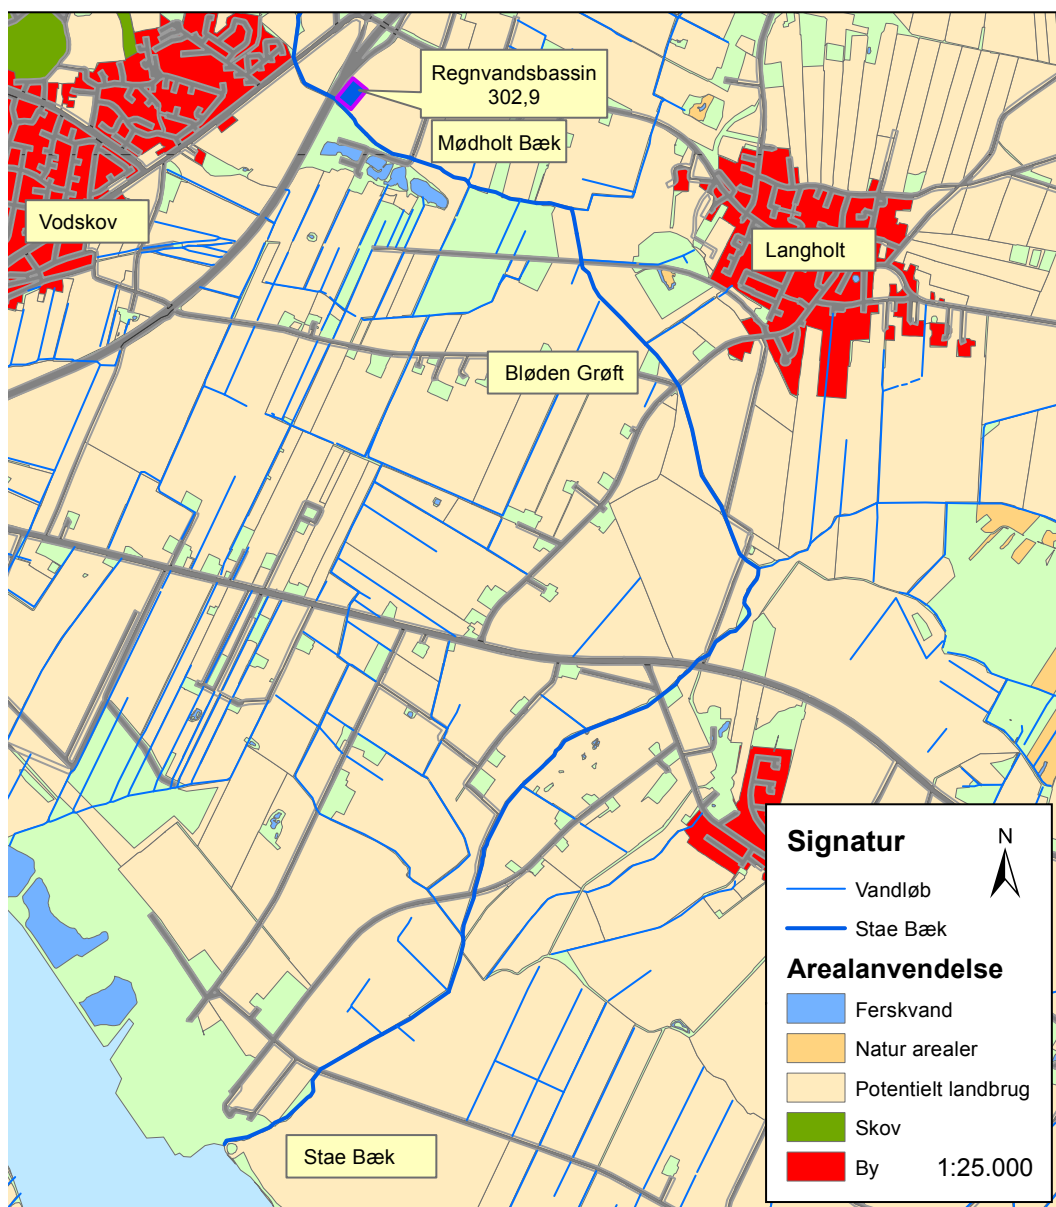 Regnvandsbassin
302,9
Mødholt Bæk
Vodskov
Langholt
Bløden Grøft
Stae Bæk
Signatur
N
Vandløb
Stae Bæk
Arealanvendelse
Ferskvand
Natur arealer
Potentielt landbrug
Skov
By
1:25.000